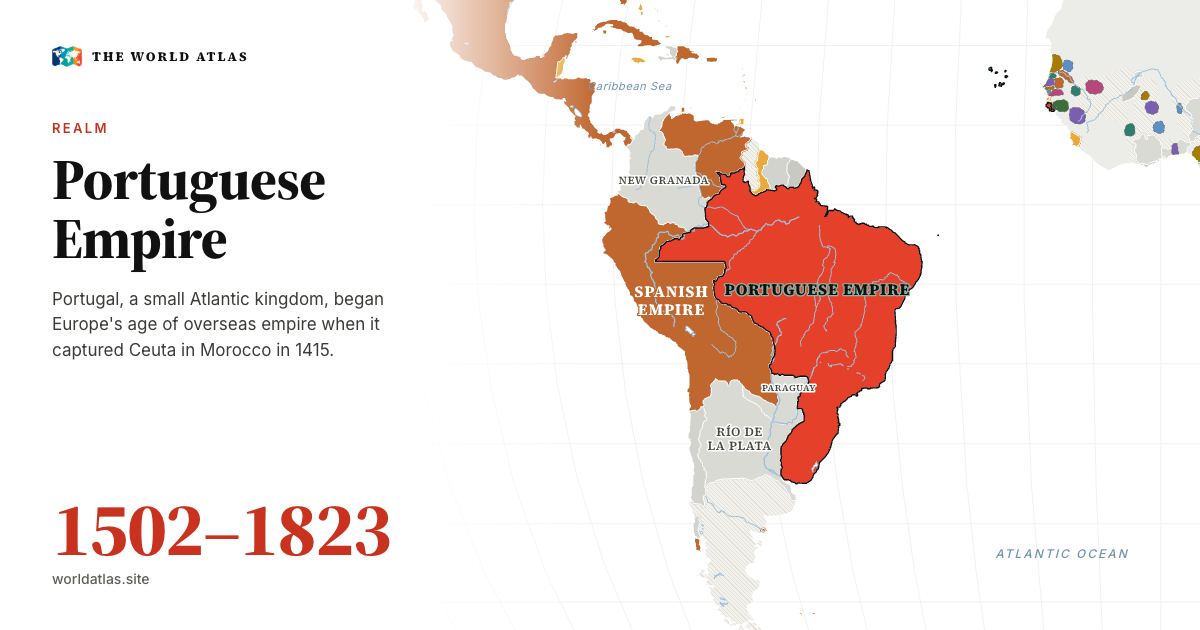 THE WORLD ATLAS
REALM
Portuguese
Empire
Portugal, a small Atlantic kingdom, began
Europe's age of overseas empire when it
captured Ceuta in Morocco in 1415.
1502–1823
worldatlas.site
Caribbean Sea
NEW GRANADA
SPANISH
EMPIRE
PORTUGUESE EMPIRE
PARAGUAY
RÍO DE
LA PLATA
ATLANTIC OCEAN